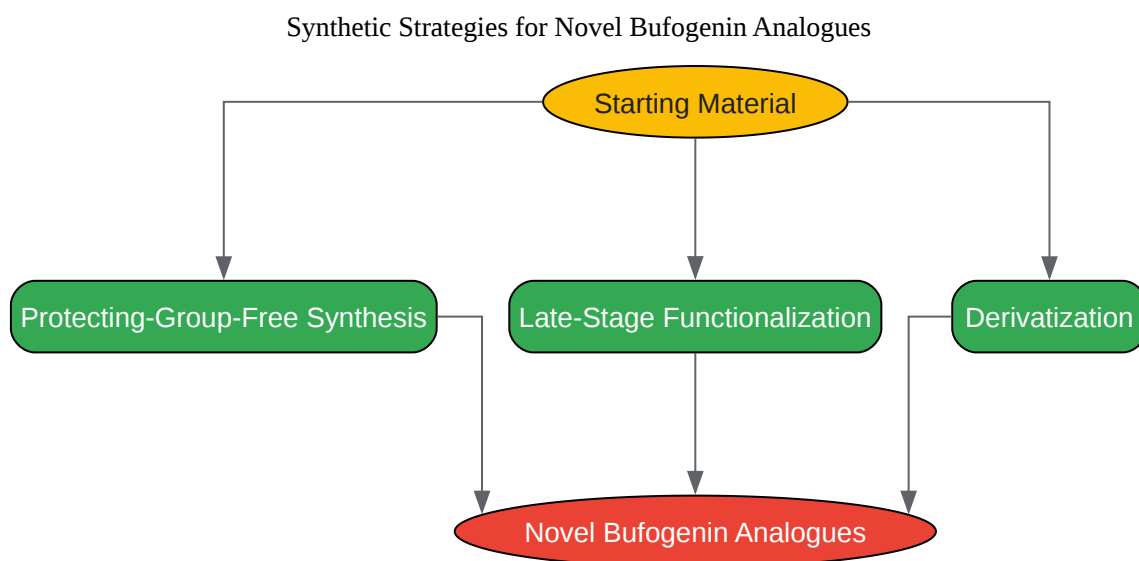 Synthetic Strategies for Novel Bufogenin Analogues
Starting Material
Protecting-Group-Free Synthesis
Late-Stage Functionalization
Derivatization
Novel Bufogenin Analogues